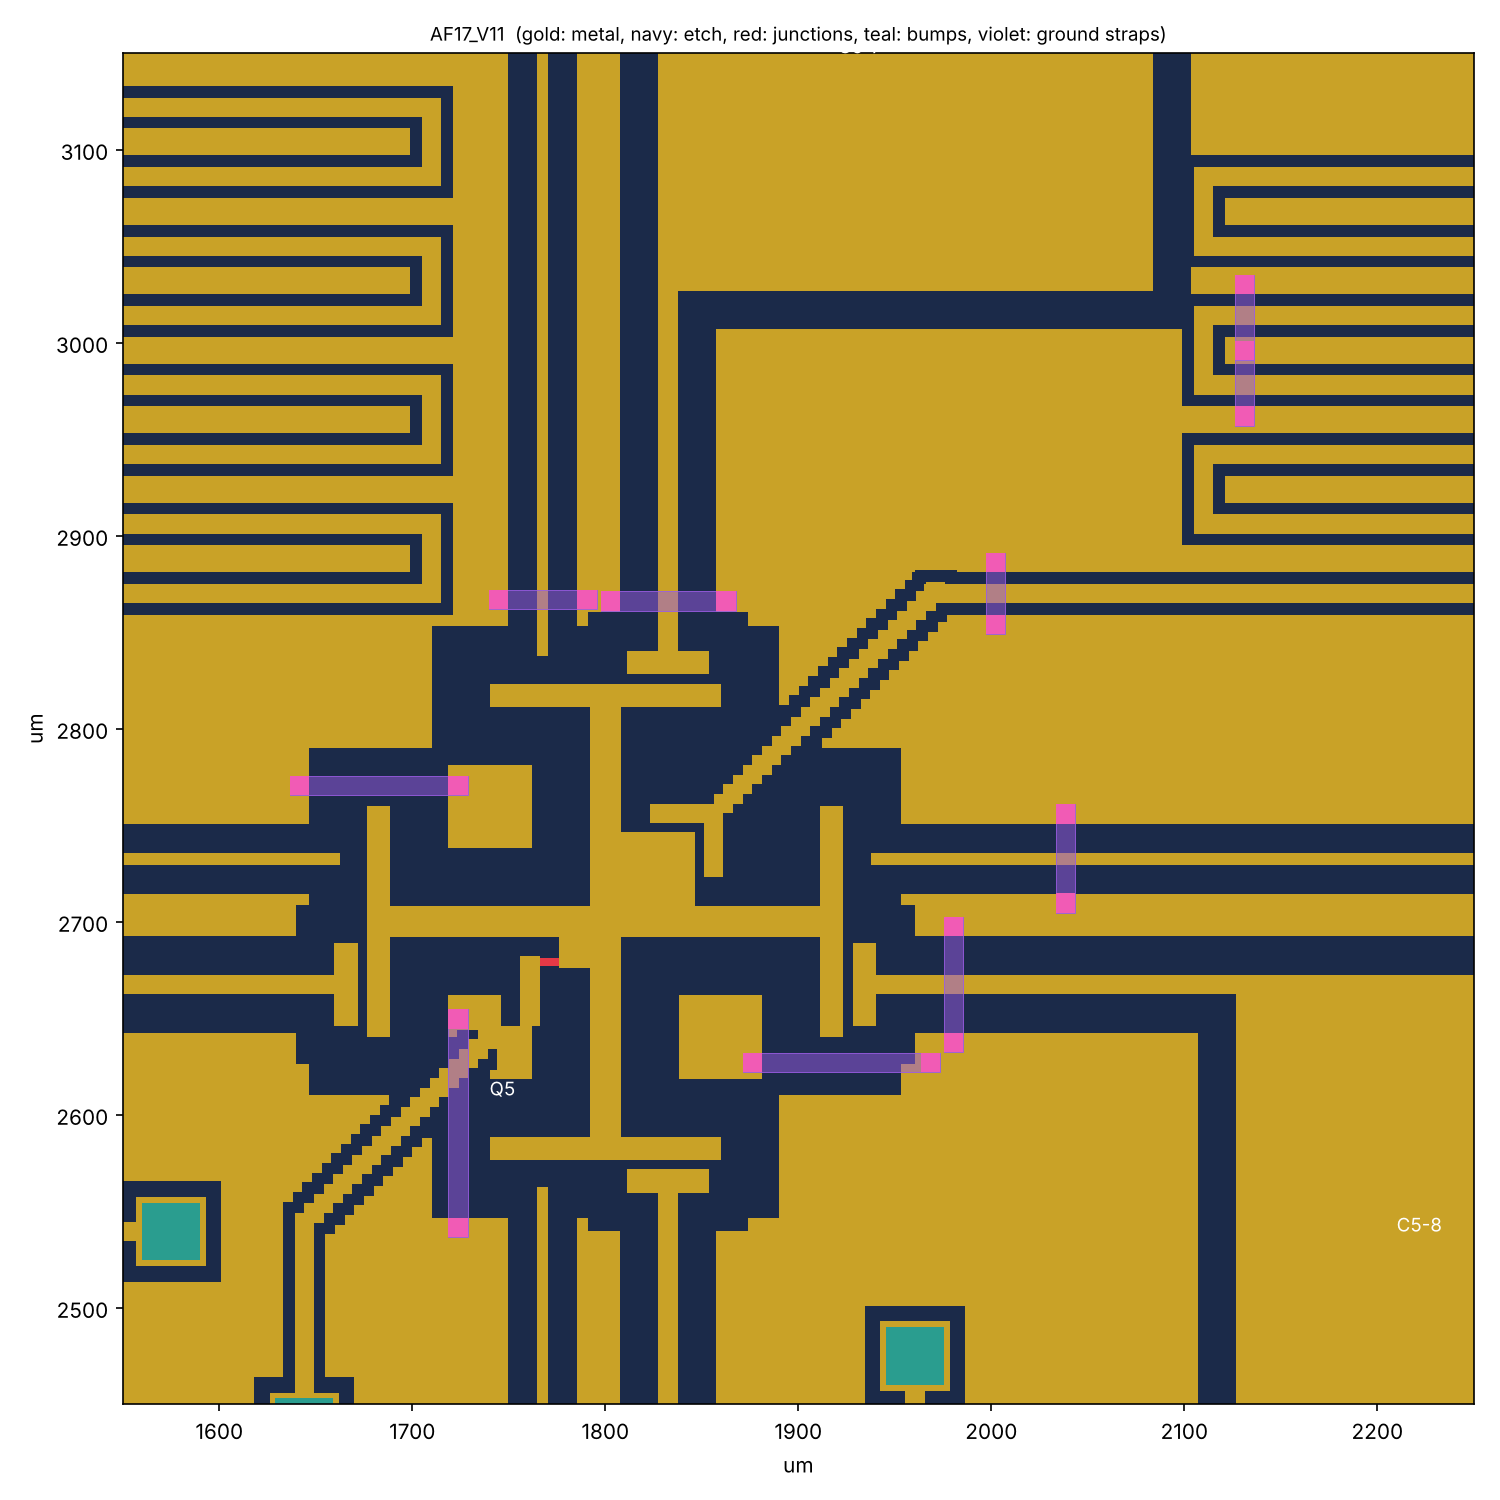 AF17_V11 (gold: metal, navy: etch, red: junctions, teal: bumps, violet: ground straps)
3100
3000
2900
2800
2700
2600
2500
um
Q5
C5-8
1600
1700
1800
1900
2000
2100
2200
um